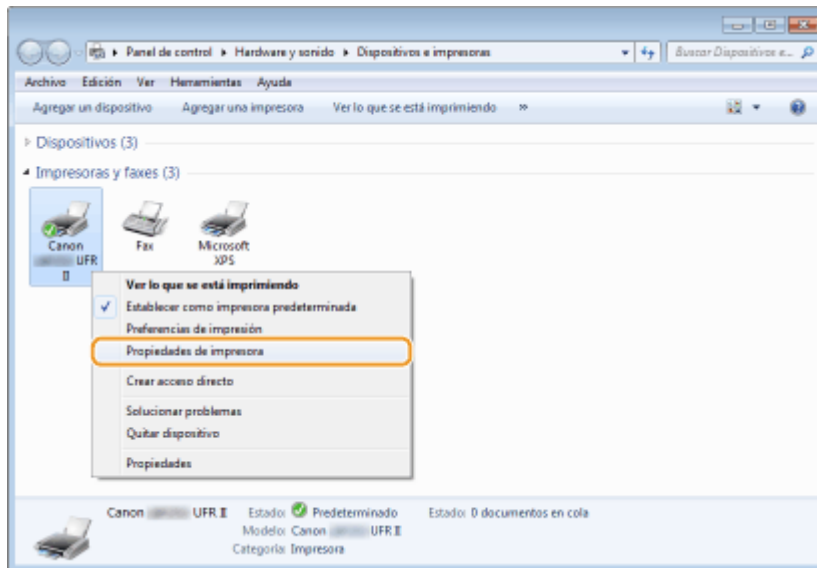 Panel de control ▸ Hardware y sonido ▸ Dispositivos e impresoras
Buscar Dispositivos e...
Archivo Edición Ver Herramientas Ayuda
Agregar un dispositivo Agregar una impresora Ver lo que se está imprimiendo »
Dispositivos (3)
Impresoras y faxes (3)
Canon
UFR
II
Fax
Microsoft
XPS
Ver lo que se está imprimiendo
Establecer como impresora predeterminada
Preferencias de impresión
Propiedades de impresora
Crear acceso directo
Solucionar problemas
Quitar dispositivo
Propiedades
Canon UFR II Estado: Predeterminado Estado: 0 documentos en cola
Modelo: Canon UFR II
Categoría: Impresora